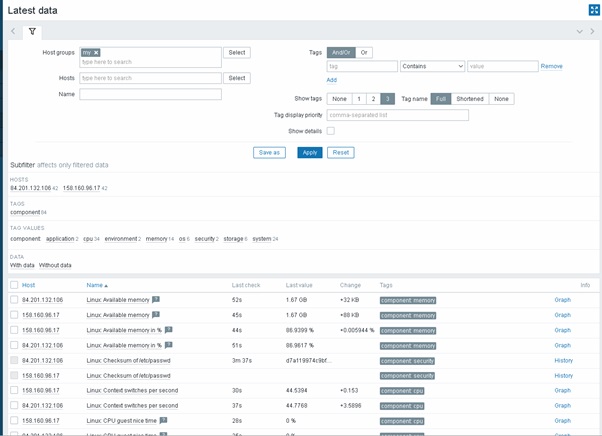 Latest data
Host groups my × Select
type here to search
Hosts type here to search Select
Name
Tags And/Or Or
tag Contains value Remove
Add
Show tags None 1 2 3 Tag name Full Shortened None
Tag display priority comma-separated list
Show details
Save as Apply Reset
Subfilter affects only filtered data
HOSTS
84.201.132.106 42 158.160.96.17 42
TAGS
component 84
TAG VALUES
component: application 2 cpu 34 environment 2 memory 14 os 6 security 2 storage 6 system 24
DATA
With data Without data
Host Name Last check Last value Change Tags Info
84.201.132.106 Linux: Available memory ? 52s 1.67 GB +32 KB component: memory Graph
158.160.96.17 Linux: Available memory ? 45s 1.67 GB +88 KB component: memory Graph
158.160.96.17 Linux: Available memory in % ? 44s 86.9399 % +0.005944 % component: memory Graph
84.201.132.106 Linux: Available memory in % ? 51s 86.9617 % component: memory Graph
84.201.132.106 Linux: Checksum of /etc/passwd 3m 37s component: security History
158.160.96.17 Linux: Checksum of /etc/passwd component: security History
158.160.96.17 Linux: Context switches per second 30s 44.5394 +0.153 component: cpu Graph
84.201.132.106 Linux: Context switches per second 37s 44.7768 +3.5896 component: cpu Graph
158.160.96.17 Linux: CPU guest nice time ? 28s 0 % component: cpu Graph